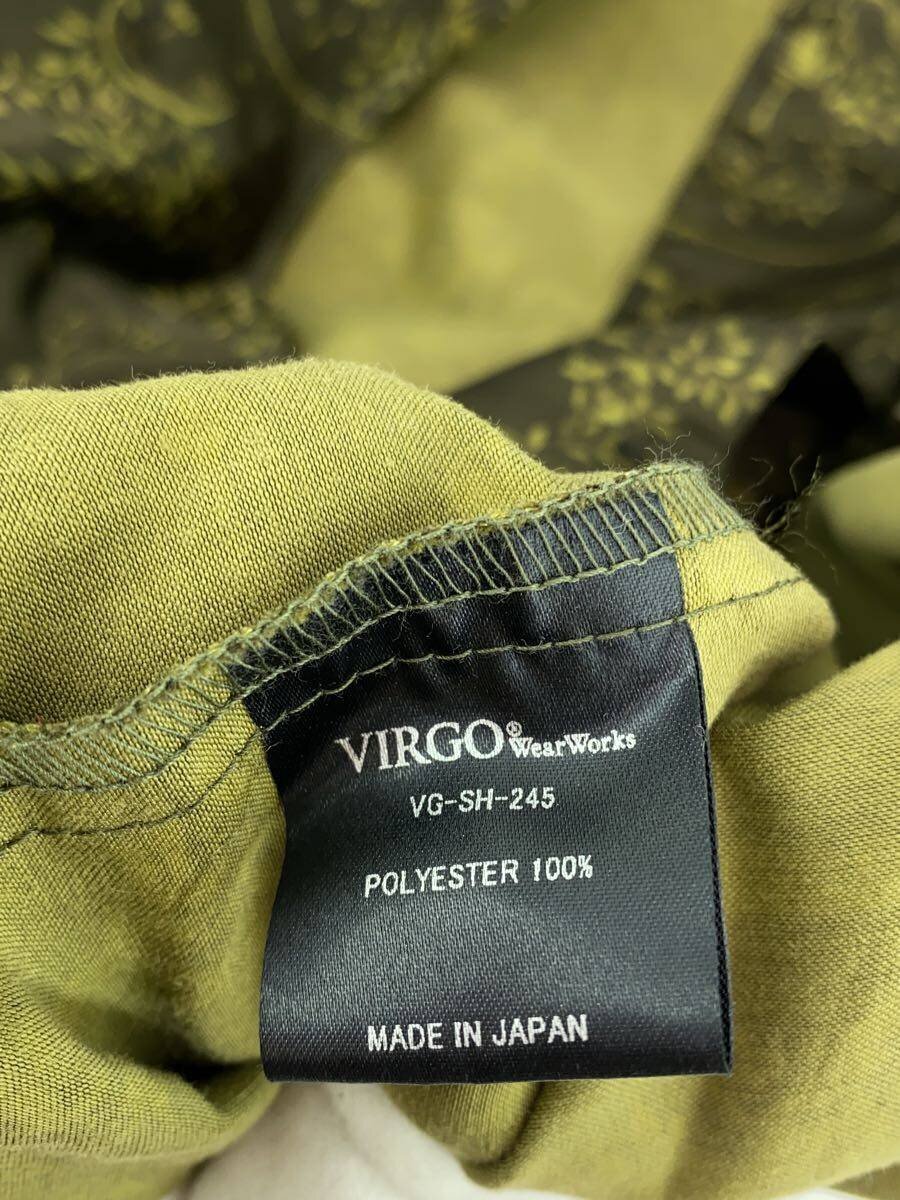 VIRGO® WearWorks
VG-SH-245
POLYESTER 100%
MADE IN JAPAN